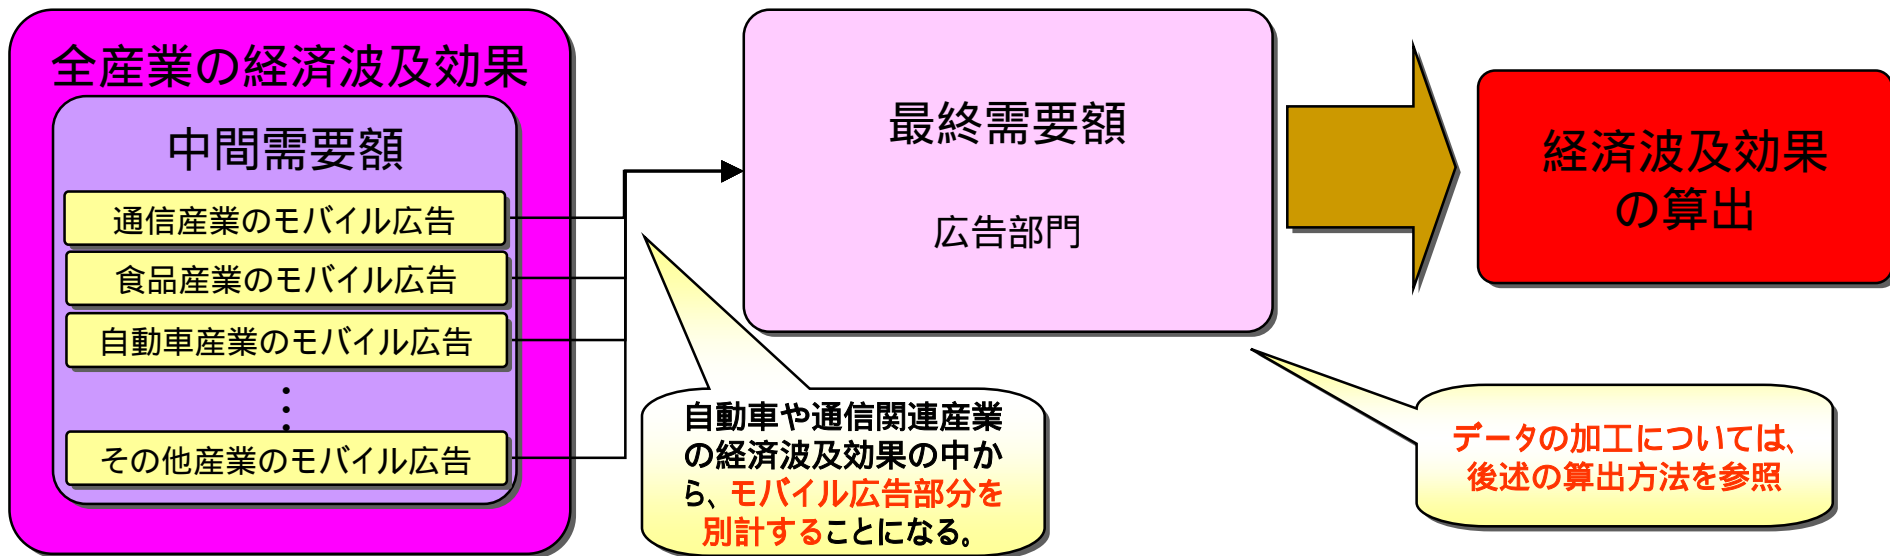 全産業の経済波及効果
中間需要額
通信産業のモバイル広告
食品産業のモバイル広告
自動車産業のモバイル広告
⋮
その他産業のモバイル広告
最終需要額
広告部門
経済波及効果
の算出
自動車や通信関連産業
の経済波及効果の中か
ら、モバイル広告部分を
別計することになる。
データの加工については、
後述の算出方法を参照